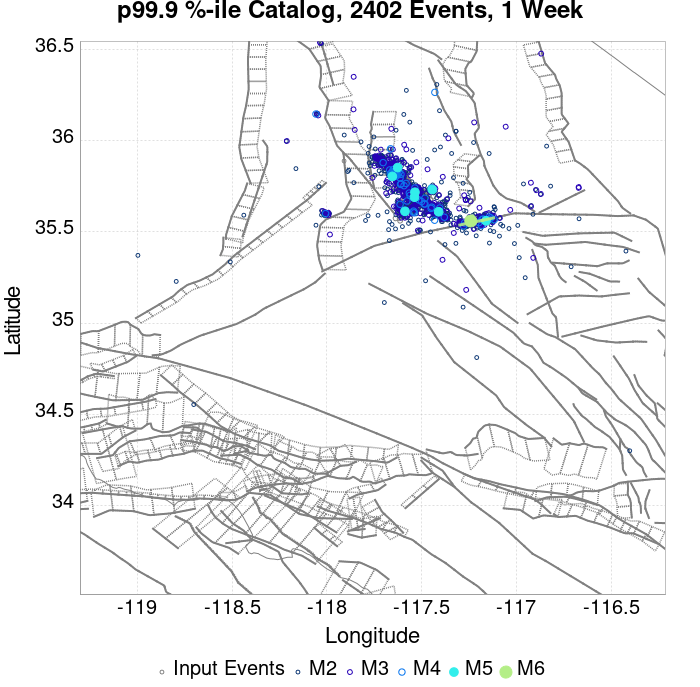 p99.9 %-ile Catalog, 2402 Events, 1 Week
36.5
36
35.5
35
34.5
34
Latitude
-119 -118.5 -118 -117.5 -117 -116.5
Longitude
Input Events M2 M3 M4 M5 M6